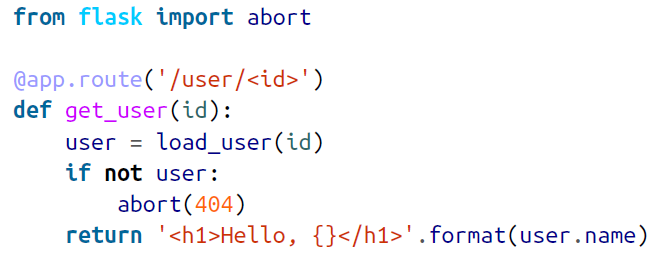 from flask import abort
@app.route('/user/<id>')
def get_user(id):
    user = load_user(id)
    if not user:
        abort(404)
    return '<h1>Hello, {}</h1>'.format(user.name)